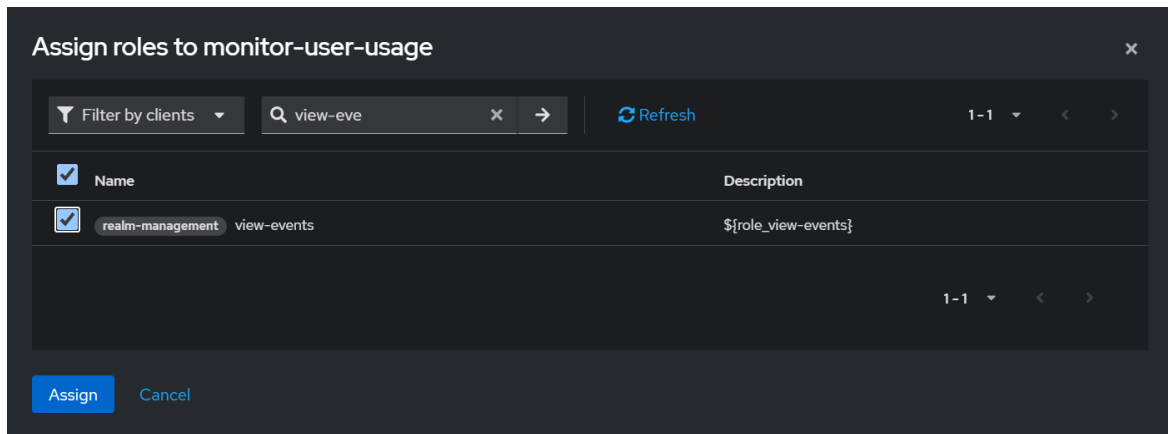 Assign roles to monitor-user-usage
Filter by clients view-eve Refresh 1-1
Name Description
realm-management view-events ${role_view-events}
1-1
Assign Cancel